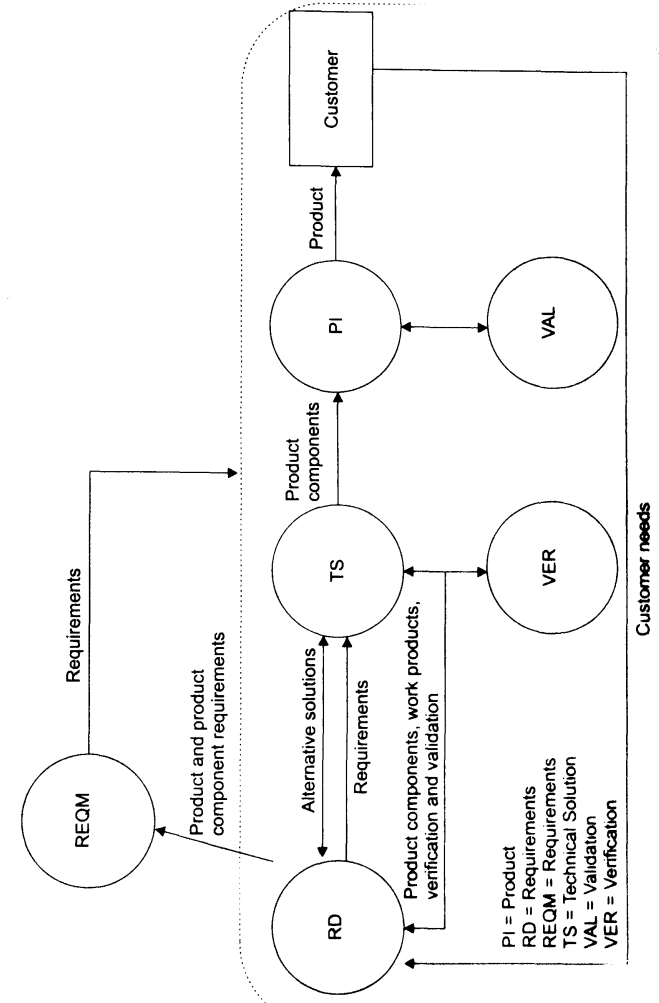 REQM
Requirements
Product and product
component requirements
RD
Alternative solutions
Requirements
TS
Product
components
PI
Product
Customer
Product components, work products,
verification and validation
VER
VAL
PI = Product
RD = Requirements
REQM = Requirements
TS = Technical Solution
VAL = Validation
VER = Verification
Customer needs